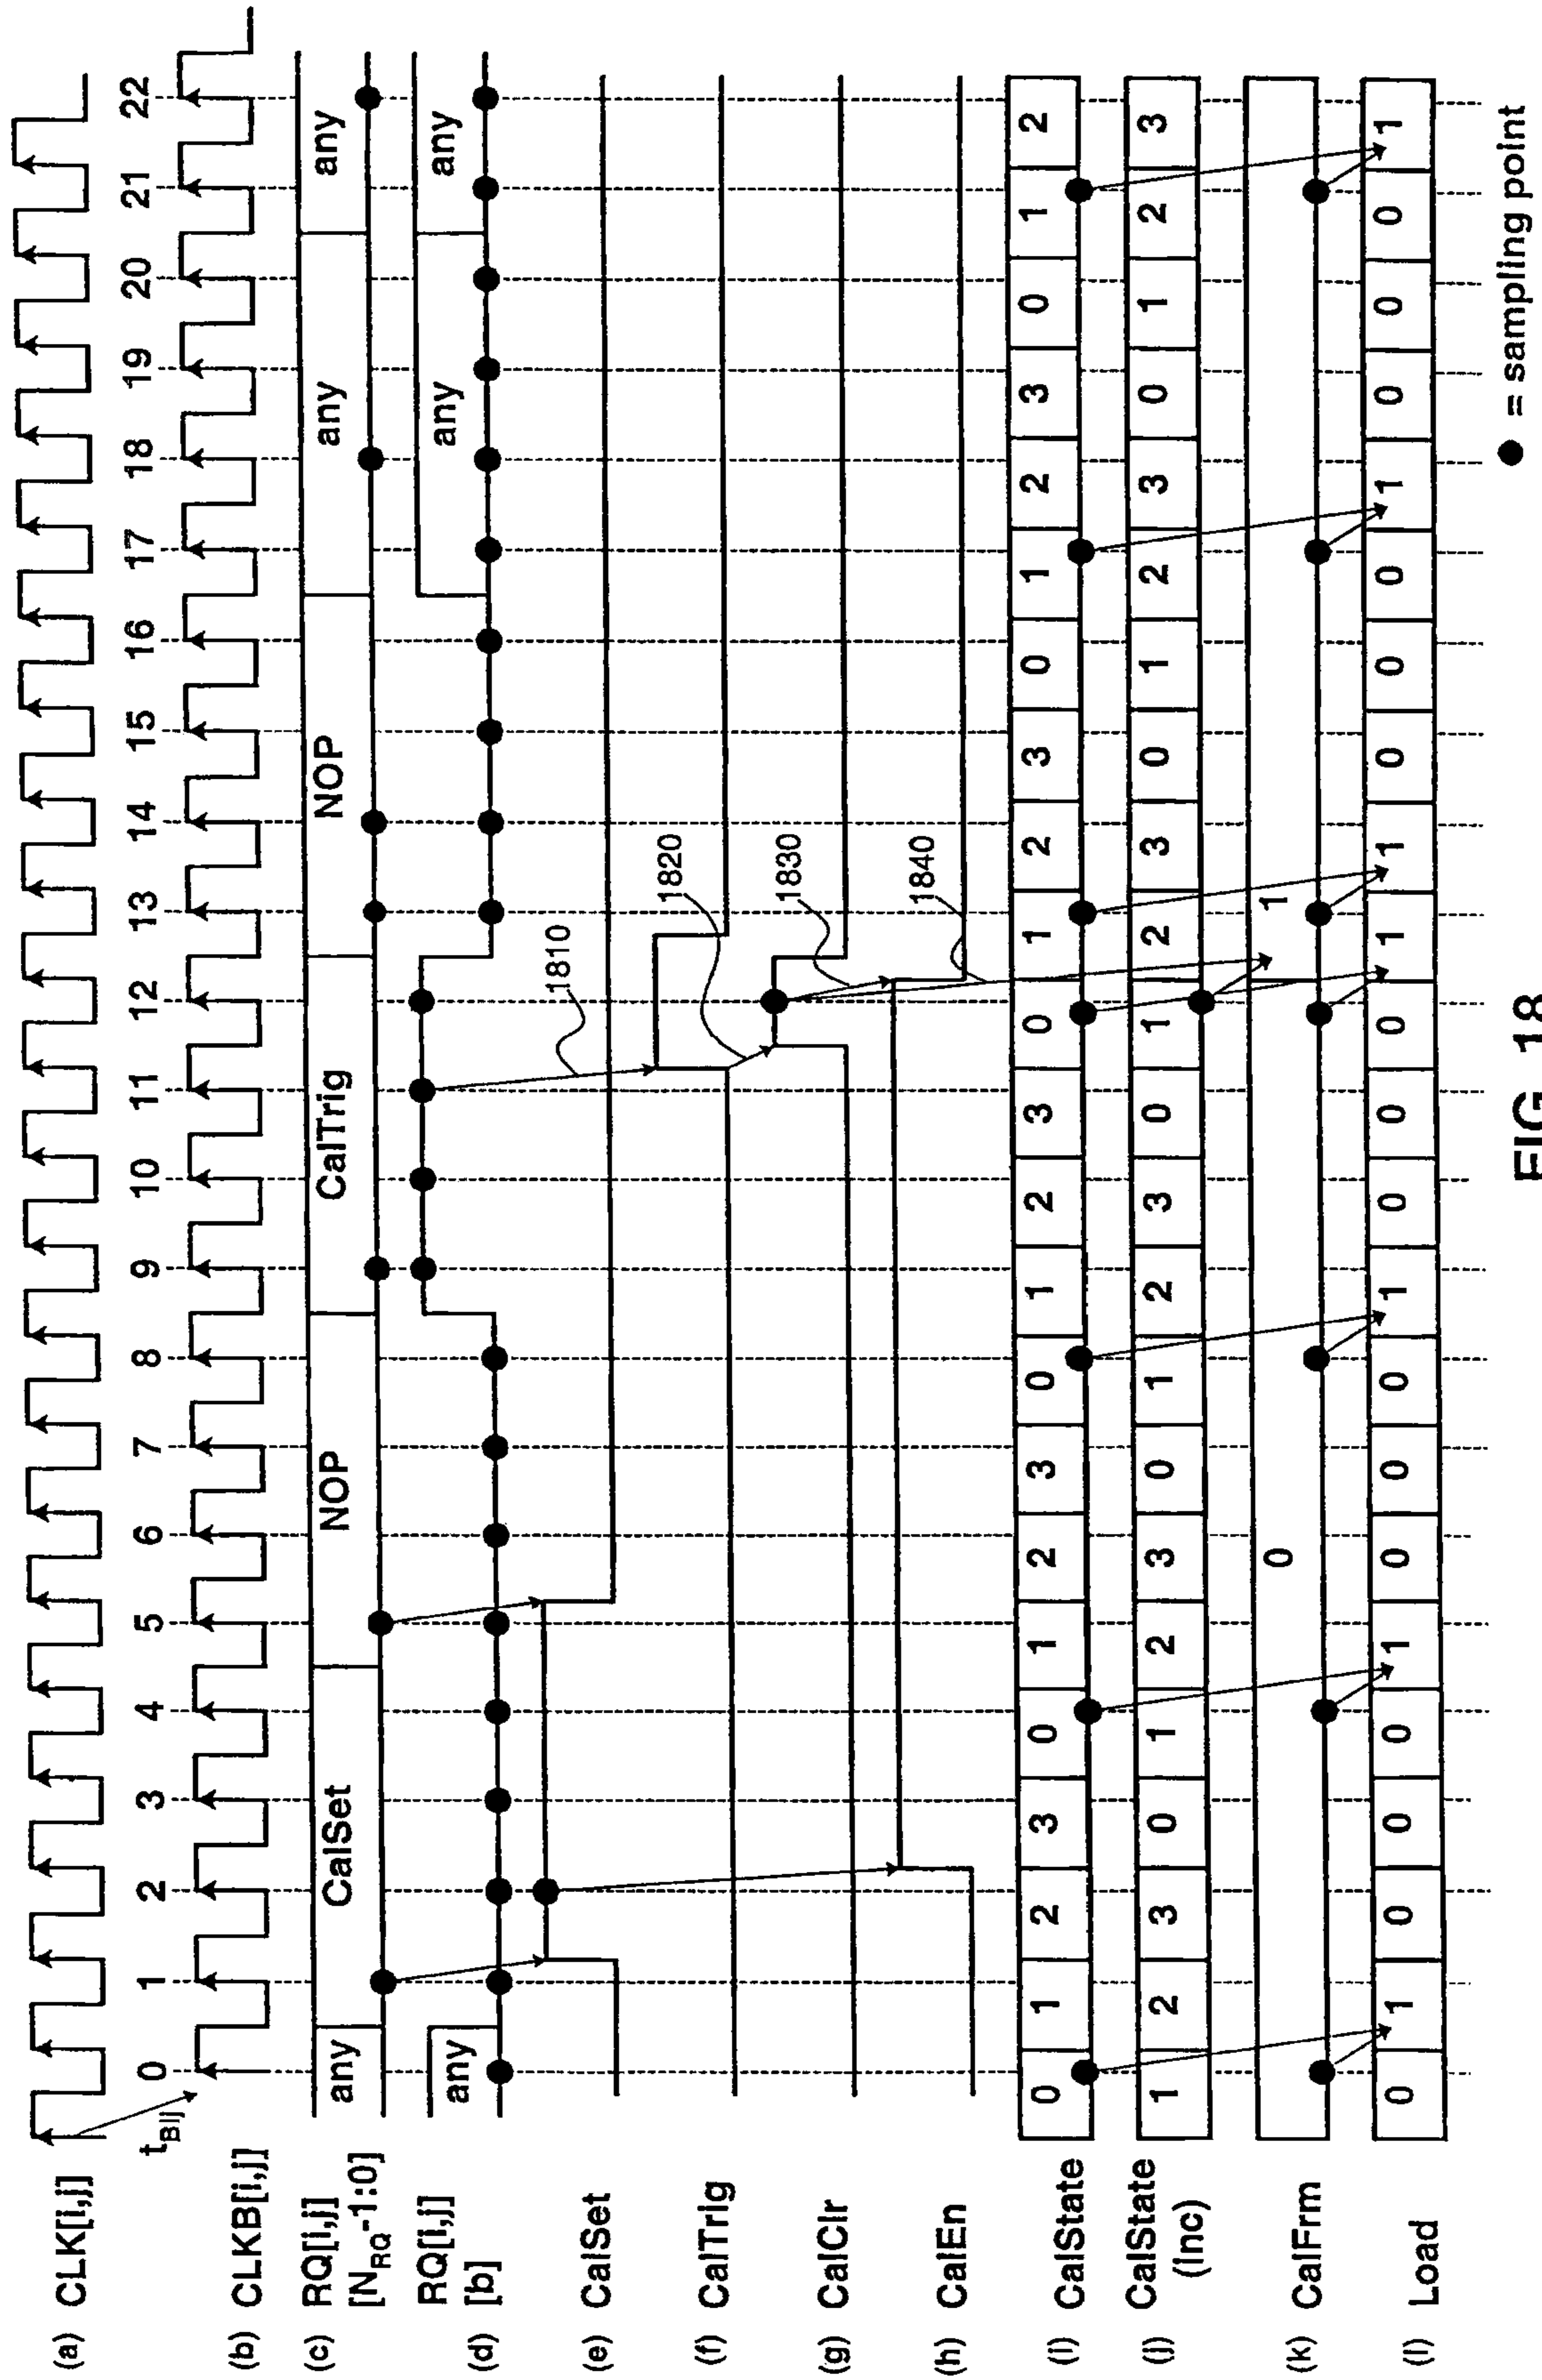 (a) CLK[i,j]
t_Bij 0 1 2 3 4 5 6 7 8 9 10 11 12 13 14 15 16 17 18 19 20 21 22
(b) CLKB[i,j]
(c) RQ[i,j] any CalSet NOP CalTrig NOP any any
[N_RQ-1:0]
RQ[i,j] any any any
(d) [b]
1810
(e) CalSet
1820
(f) CalTrig
1830
(g) CalClr
1840
(h) CalEn
(i) CalState 0 1 2 3 0 1 2 3 0 1 2 3 0 1 2 3 0 1 2 3 0 1 2
(j) CalState 1 2 3 0 1 2 3 0 1 2 3 0 1 2 3 0 1 2 3 0 1 2 3
(Inc)
(k) CalFrm 0 1
(l) Load 0 1 0 0 0 1 0 0 0 1 0 0 0 1 1 0 0 0 1 0 0 0 1
● = sampling point
FIG 18